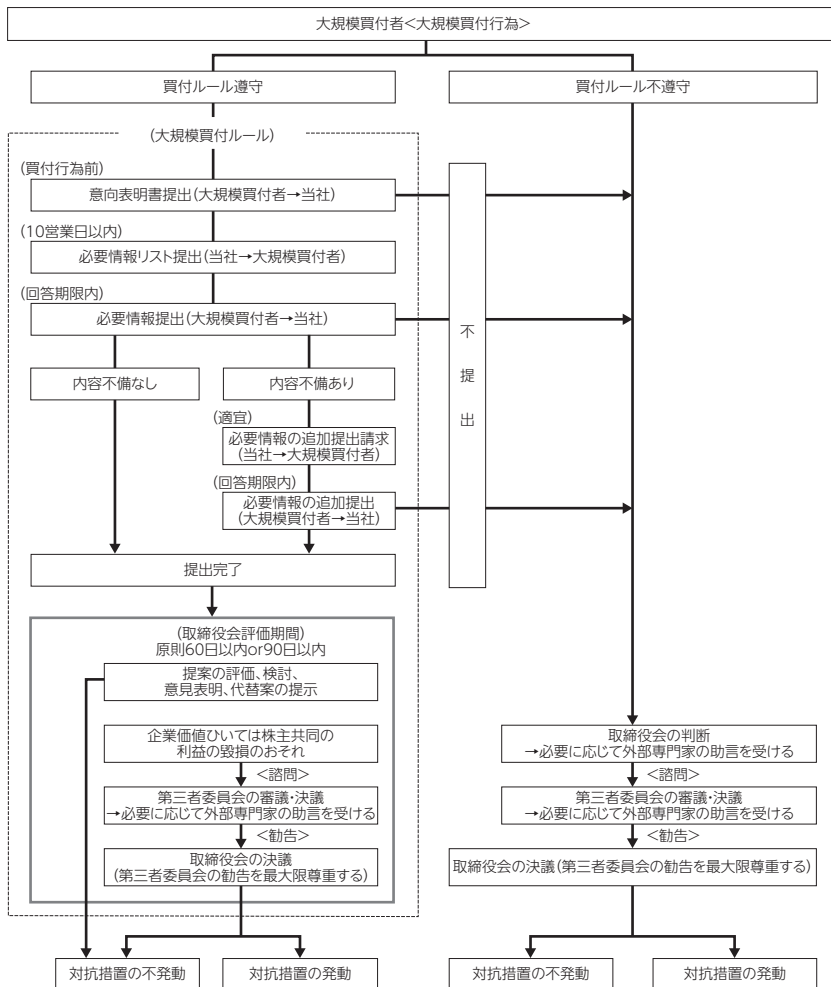 大規模買付者<大規模買付行為>
買付ルール遵守
買付ルール不遵守
(大規模買付ルール)
(買付行為前)
意向表明書提出(大規模買付者→当社)
(10営業日以内)
必要情報リスト提出(当社→大規模買付者)
(回答期限内)
必要情報提出(大規模買付者→当社)
不提出
内容不備なし
内容不備あり
(適宜)
必要情報の追加提出請求
(当社→大規模買付者)
(回答期限内)
必要情報の追加提出
(大規模買付者→当社)
提出完了
(取締役会評価期間)
原則60日以内or90日以内
提案の評価、検討、
意見表明、代替案の提示
企業価値ひいては株主共同の
利益の毀損のおそれ
<諮問>
第三者委員会の審議・決議
→必要に応じて外部専門家の助言を受ける
<勧告>
取締役会の決議
(第三者委員会の勧告を最大限尊重する)
対抗措置の不発動
対抗措置の発動
取締役会の判断
→必要に応じて外部専門家の助言を受ける
<諮問>
第三者委員会の審議・決議
→必要に応じて外部専門家の助言を受ける
<勧告>
取締役会の決議(第三者委員会の勧告を最大限尊重する)
対抗措置の不発動
対抗措置の発動